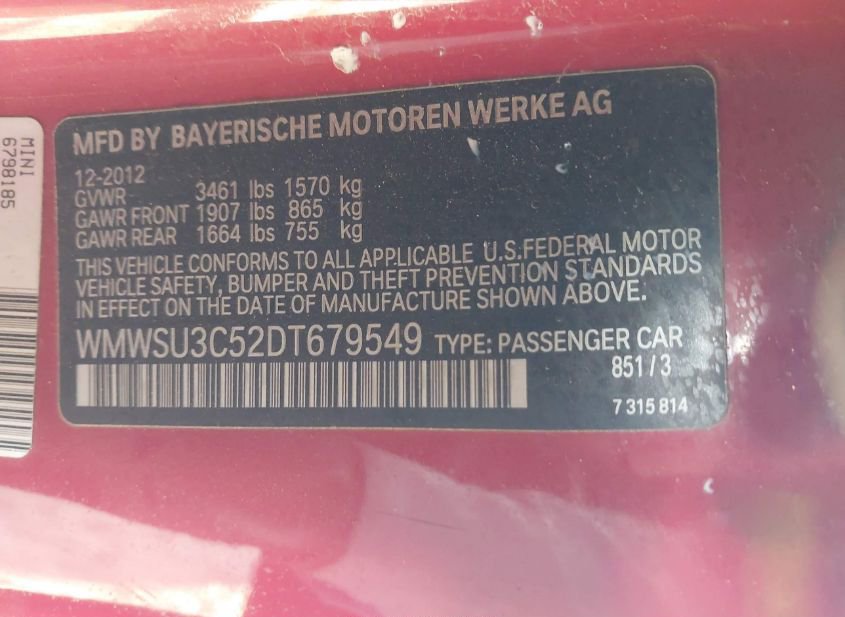 MFD BY BAYERISCHE MOTOREN WERKE AG
12-2012
GVWR 3461 lbs 1570 kg
GAWR FRONT 1907 lbs 865 kg
GAWR REAR 1664 lbs 755 kg
THIS VEHICLE CONFORMS TO ALL APPLICABLE U.S.FEDERAL MOTOR
VEHICLE SAFETY, BUMPER AND THEFT PREVENTION STANDARDS
IN EFFECT ON THE DATE OF MANUFACTURE SHOWN ABOVE.
WMWSU3C52DT679549 TYPE: PASSENGER CAR
851/3
7 315 814
MINI
6798185